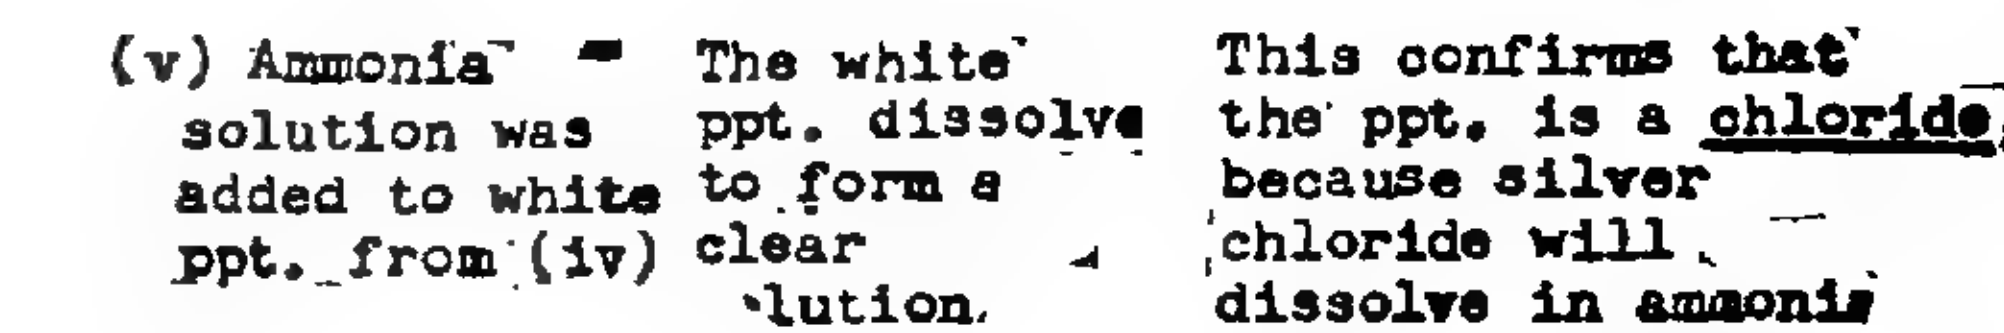 (v) Ammonia
solution was
added to white
ppt. from (iv)
The white
ppt. dissolve
to form a
clear
lution.
This confirms that
the ppt. is a chloride,
because silver
chloride will
dissolve in ammonia